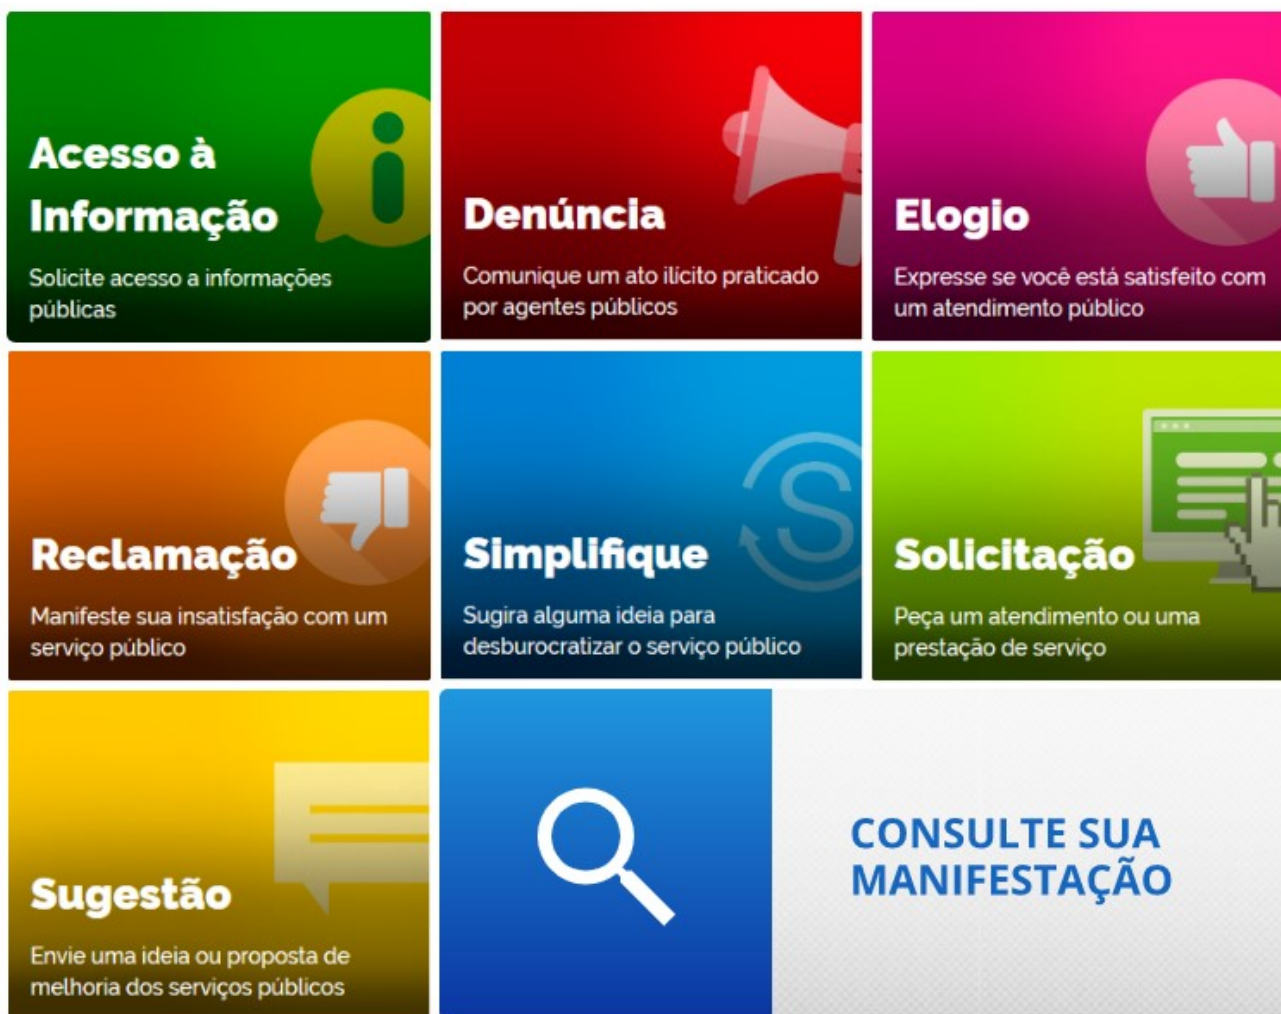 Acesso à
Informação
Solicite acesso a informações
públicas
Denúncia
Comunique um ato ilícito praticado
por agentes públicos
Elogio
Expresse se você está satisfeito com
um atendimento público
Reclamação
Manifeste sua insatisfação com um
serviço público
Simplifique
Sugira alguma ideia para
desburocratizar o serviço público
Solicitação
Peça um atendimento ou uma
prestação de serviço
Sugestão
Envie uma ideia ou proposta de
melhoria dos serviços públicos
CONSULTE SUA
MANIFESTAÇÃO